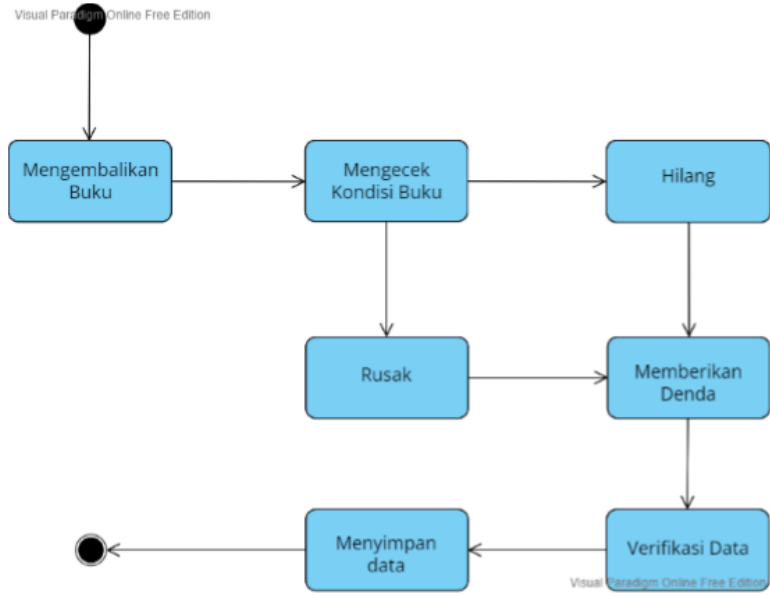 Visual Paradigm Online Free Edition
Mengembalikan
Buku
Mengecek
Kondisi Buku
Hilang
Rusak
Memberikan
Denda
Menyimpan
data
Verifikasi Data
Visual Paradigm Online Free Edition